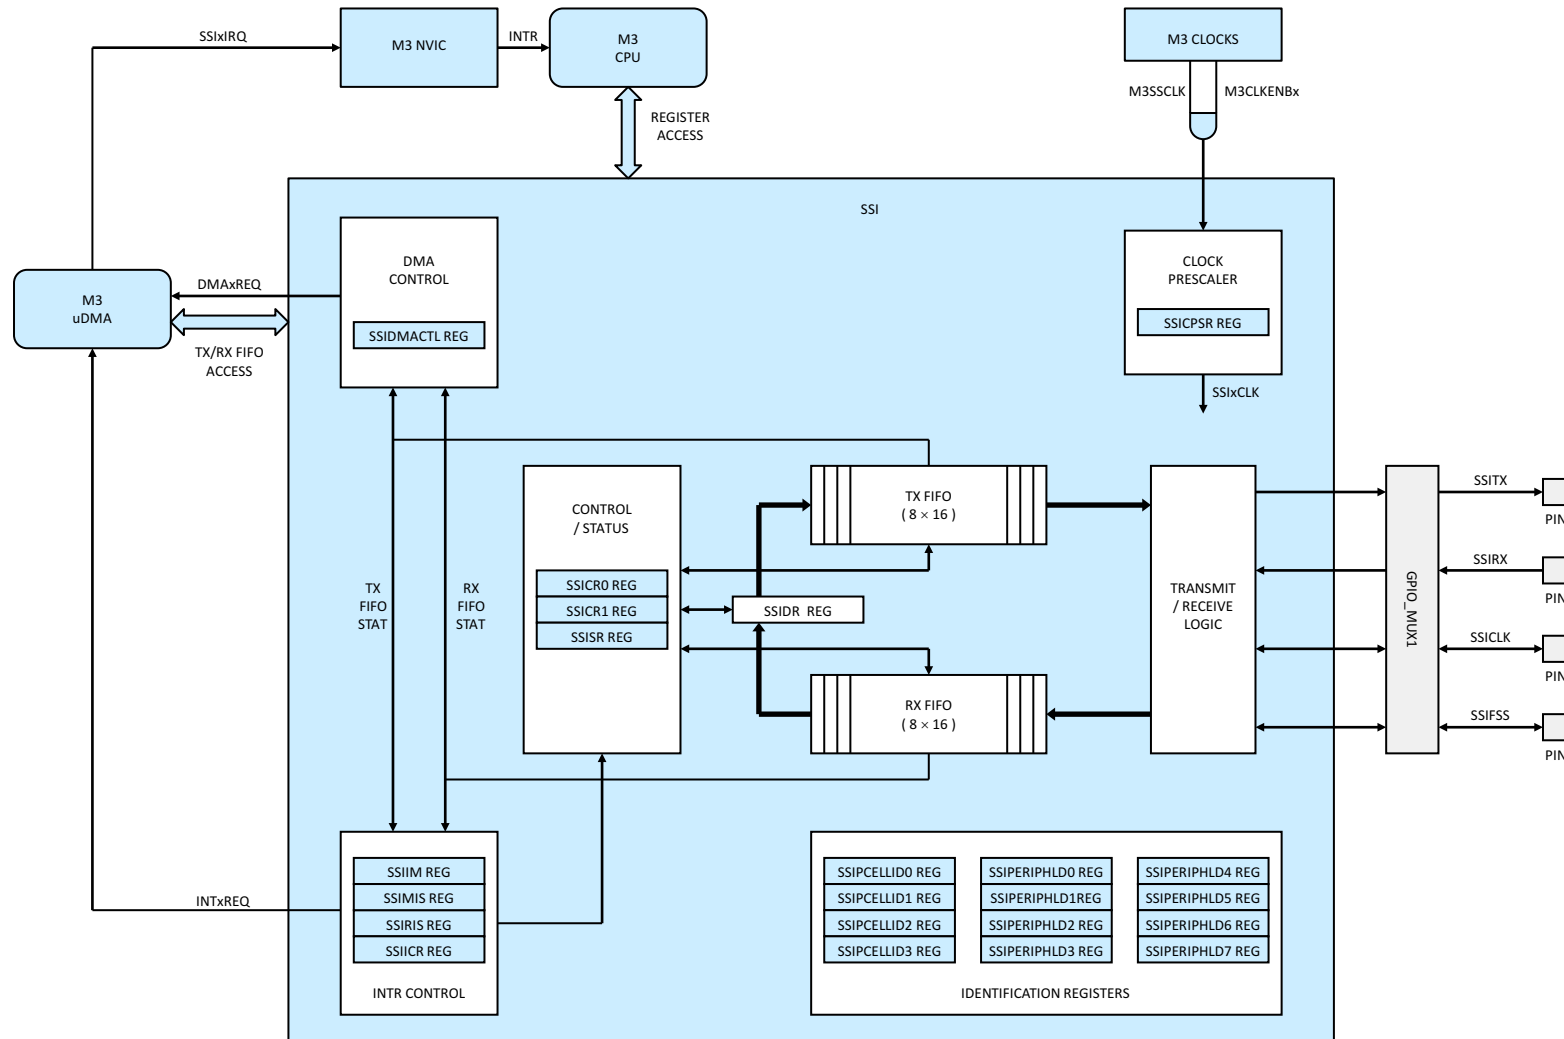 SSIxIRQ
M3 NVIC
INTR
M3
CPU
M3 CLOCKS
M3SSCLK
M3CLKENBx
REGISTER
ACCESS
SSI
DMA
CONTROL
SSIDMACTL REG
CLOCK
PRESCALER
SSICPSR REG
SSIxCLK
M3
uDMA
DMAxREQ
TX/RX FIFO
ACCESS
CONTROL
/ STATUS
SSICR0 REG
SSICR1 REG
SSISR REG
TX FIFO
( 8 × 16 )
SSIDR REG
RX FIFO
( 8 × 16 )
TRANSMIT
/ RECEIVE
LOGIC
GPIO_MUX1
SSITX
PIN
SSIRX
PIN
SSICLK
PIN
SSIFSS
PIN
TX
FIFO
STAT
RX
FIFO
STAT
INTxREQ
SSIIM REG
SSIMIS REG
SSIRIS REG
SSIICR REG
INTR CONTROL
SSIPCELLID0 REG
SSIPCELLID1 REG
SSIPCELLID2 REG
SSIPCELLID3 REG
SSIPERIPHLD0 REG
SSIPERIPHLD1REG
SSIPERIPHLD2 REG
SSIPERIPHLD3 REG
SSIPERIPHLD4 REG
SSIPERIPHLD5 REG
SSIPERIPHLD6 REG
SSIPERIPHLD7 REG
IDENTIFICATION REGISTERS